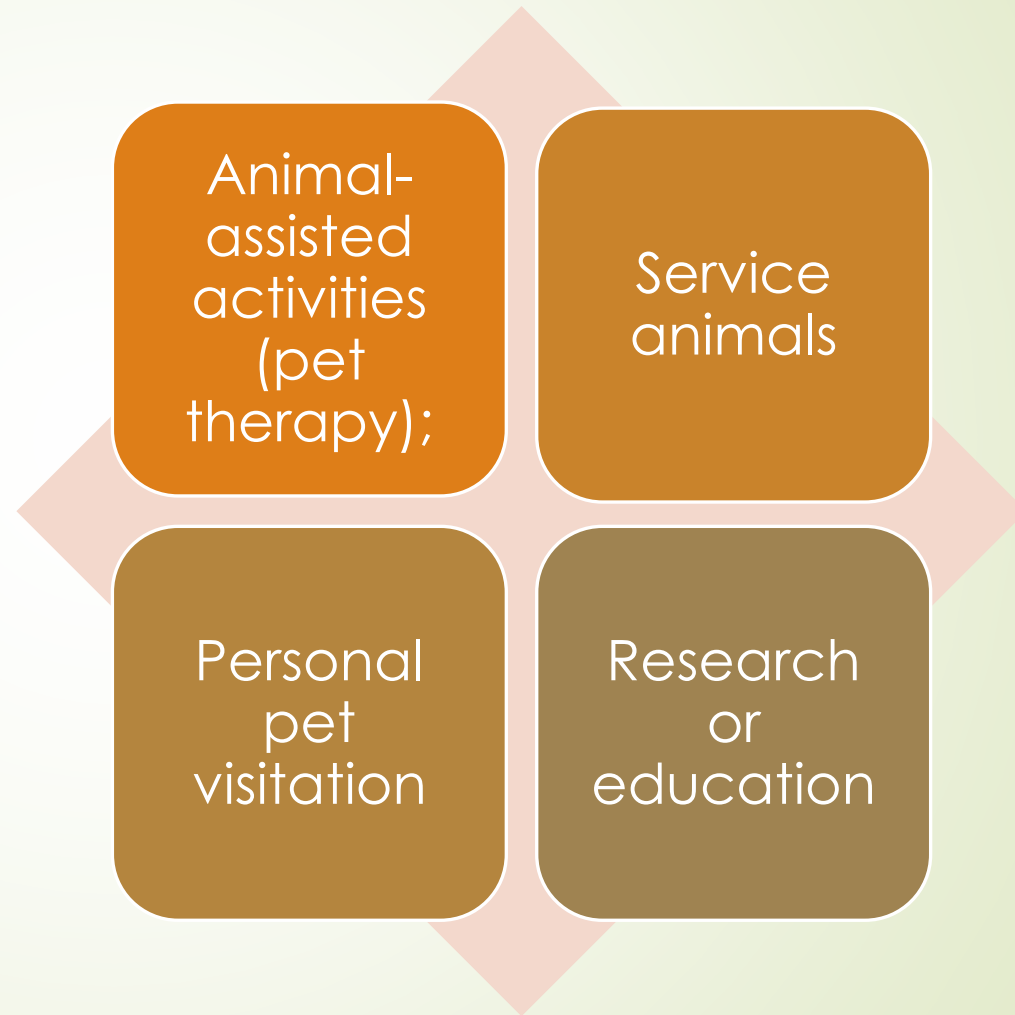 Animal-
assisted
activities
(pet
therapy);
Service
animals
Personal
pet
visitation
Research
or
education